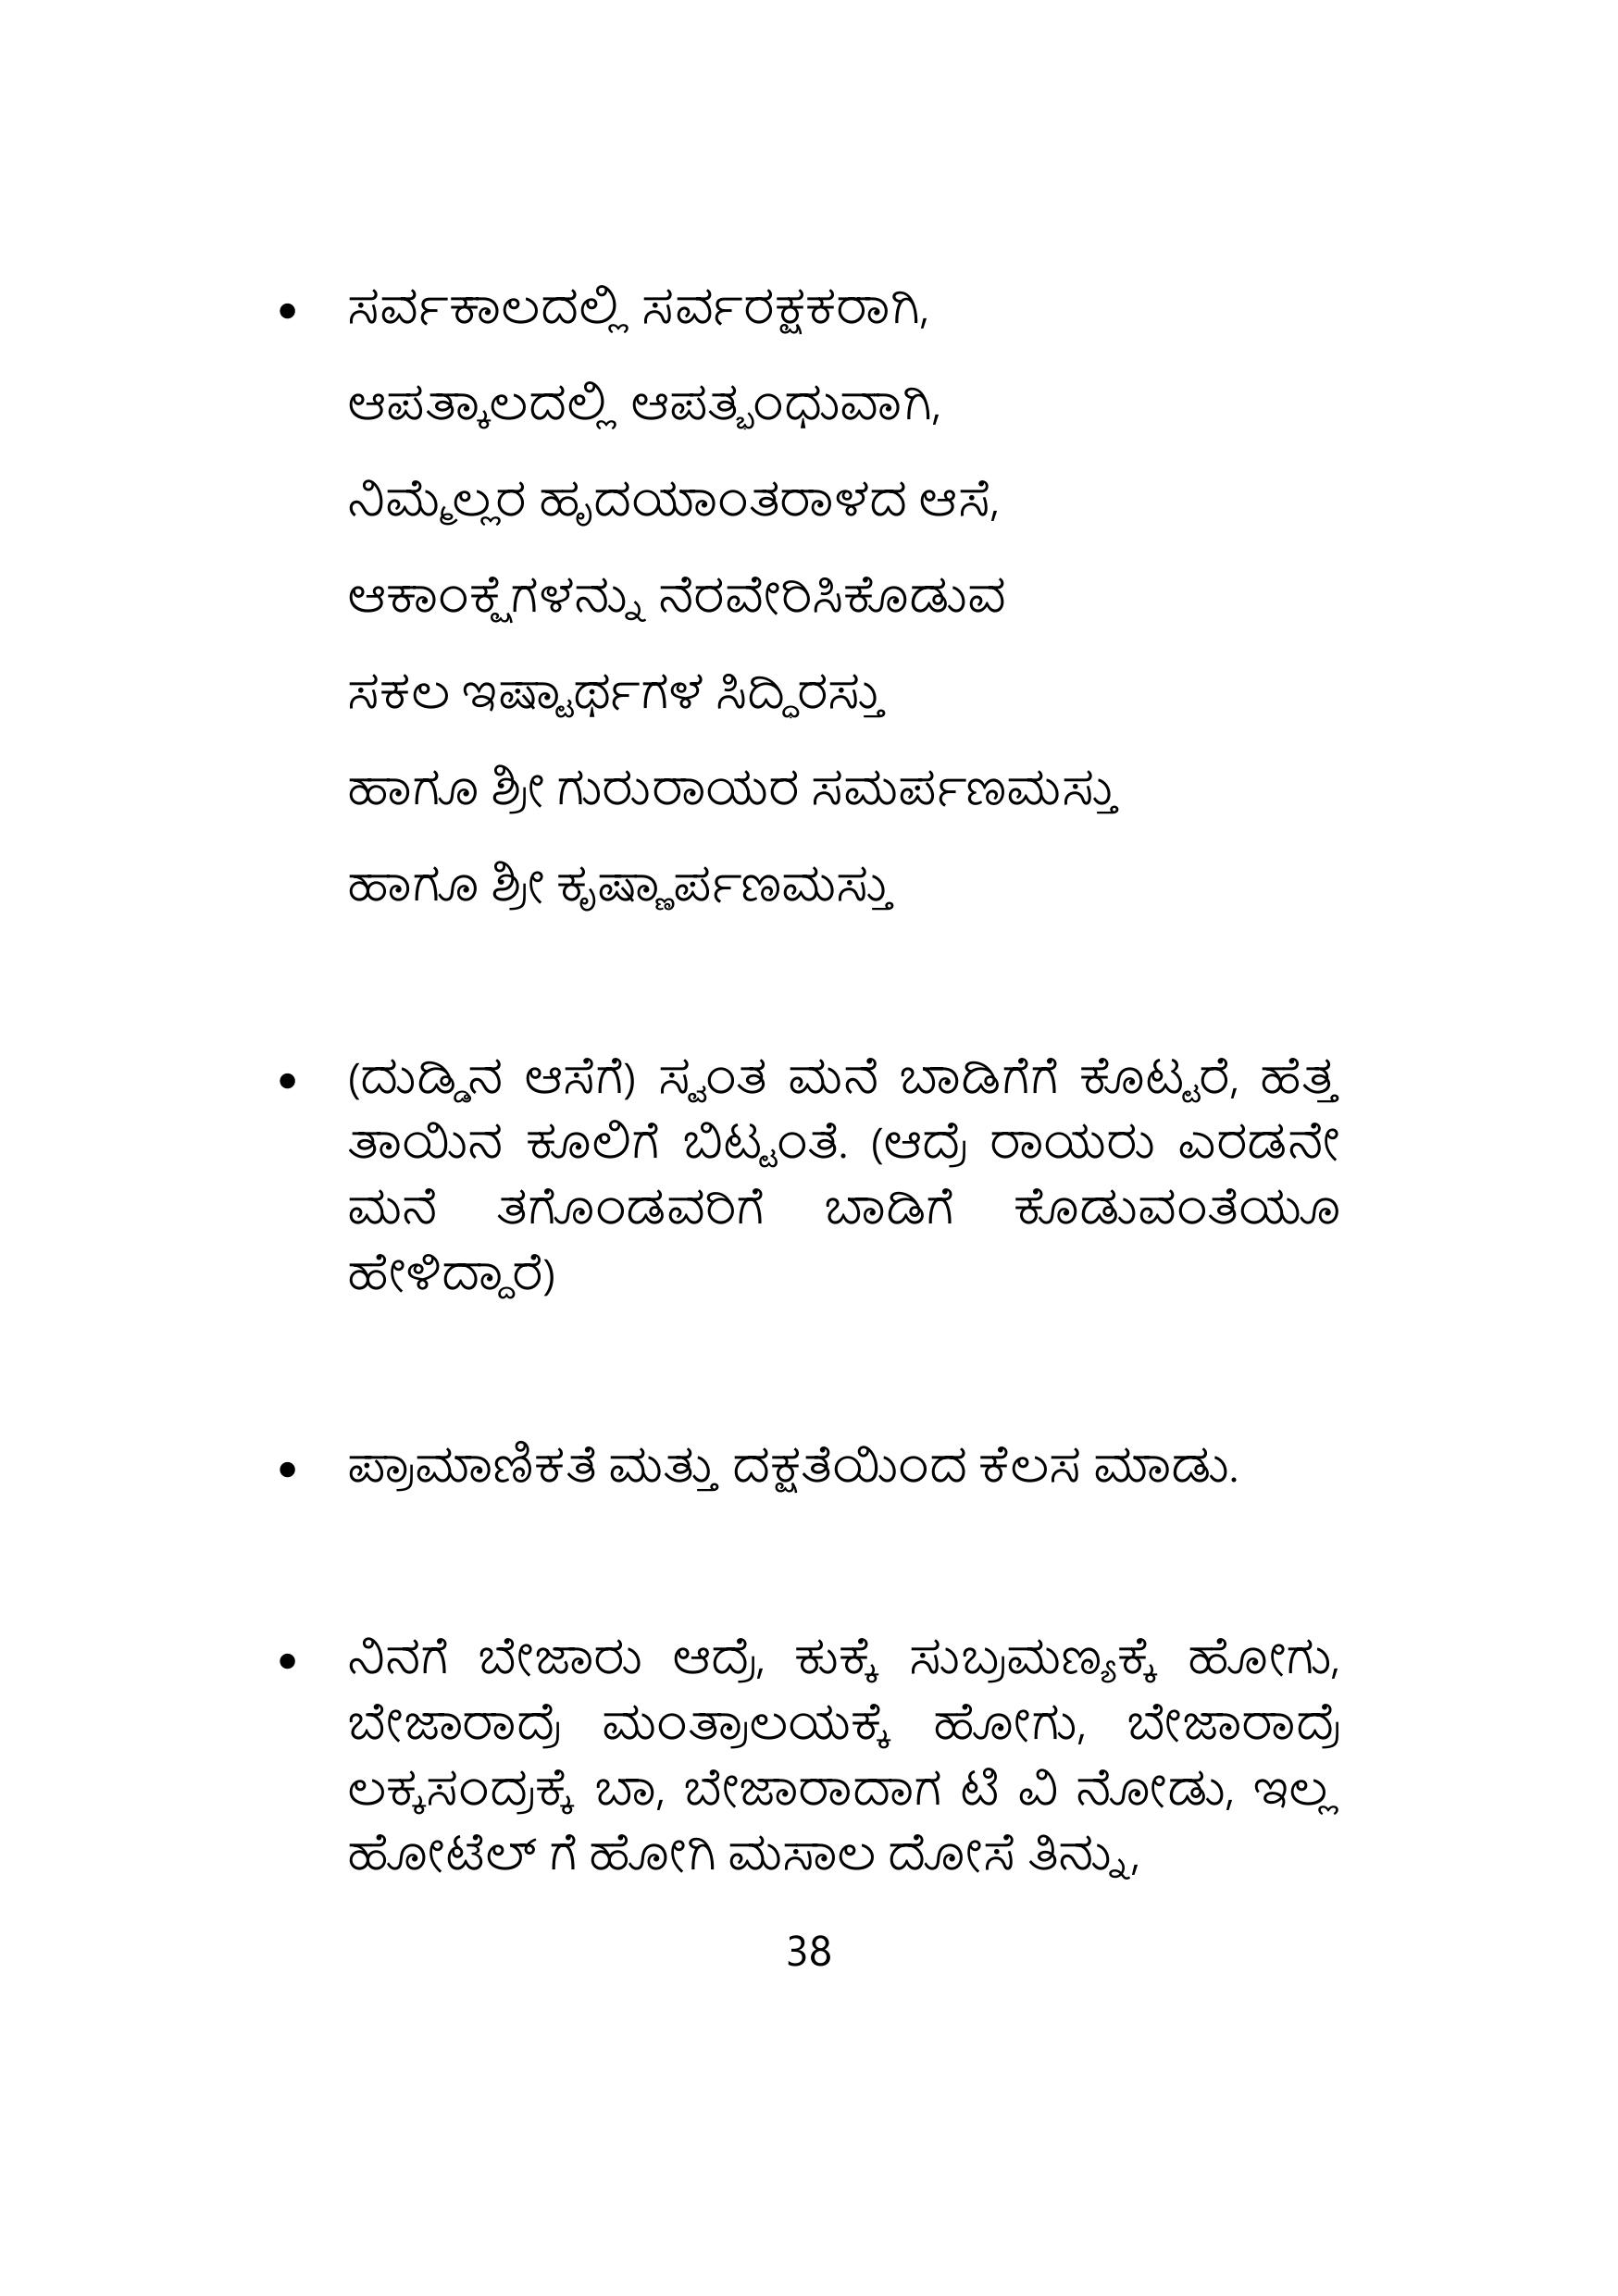 • ಸರ್ವಕಾಲದಲ್ಲಿ ಸರ್ವರಕ್ಷಕರಾಗಿ,
ಆಪತ್ಕಾಲದಲ್ಲಿ ಆಪತ್ಭಂಧುವಾಗಿ,
ನಿಮ್ಮೆಲ್ಲರ ಹೃದಯಾಂತರಾಳದ ಆಸೆ,
ಆಕಾಂಕ್ಷೆಗಳನ್ನು ನೆರವೇರಿಸಿಕೊಡುವ
ಸಕಲ ಇಷ್ಟಾರ್ಥಗಳ ಸಿದ್ಧಿರಸ್ತು
ಹಾಗೂ ಶ್ರೀ ಗುರುರಾಯರ ಸಮರ್ಪಣಮಸ್ತು
ಹಾಗೂ ಶ್ರೀ ಕೃಷ್ಣಾರ್ಪಣಮಸ್ತು
• (ದುಡ್ಡಿನ ಆಸೆಗೆ) ಸ್ವಂತ ಮನೆ ಬಾಡಿಗೆಗೆ ಕೊಟ್ಟರೆ, ಹೆತ್ತ
ತಾಯಿನ ಕೂಲಿಗೆ ಬಿಟ್ಟಂತೆ. (ಆದ್ರೆ ರಾಯರು ಎರಡನೇ
ಮನೆ ತಗೊಂಡವರಿಗೆ ಬಾಡಿಗೆ ಕೊಡುವಂತೆಯೂ
ಹೇಳಿದ್ದಾರೆ)
• ಪ್ರಾಮಾಣಿಕತೆ ಮತ್ತು ದಕ್ಷತೆಯಿಂದ ಕೆಲಸ ಮಾಡು.
• ನಿನಗೆ ಬೇಜಾರು ಆದ್ರೆ, ಕುಕ್ಕೆ ಸುಬ್ರಮಣ್ಯಕ್ಕೆ ಹೋಗು,
ಬೇಜಾರಾದ್ರೆ ಮಂತ್ರಾಲಯಕ್ಕೆ ಹೋಗು, ಬೇಜಾರಾದ್ರೆ
ಲಕ್ಕಸಂದ್ರಕ್ಕೆ ಬಾ, ಬೇಜಾರಾದಾಗ ಟಿ ವಿ ನೋಡು, ಇಲ್ಲ
ಹೋಟೆಲ್ ಗೆ ಹೋಗಿ ಮಸಾಲ ದೋಸೆ ತಿನ್ನು,
38